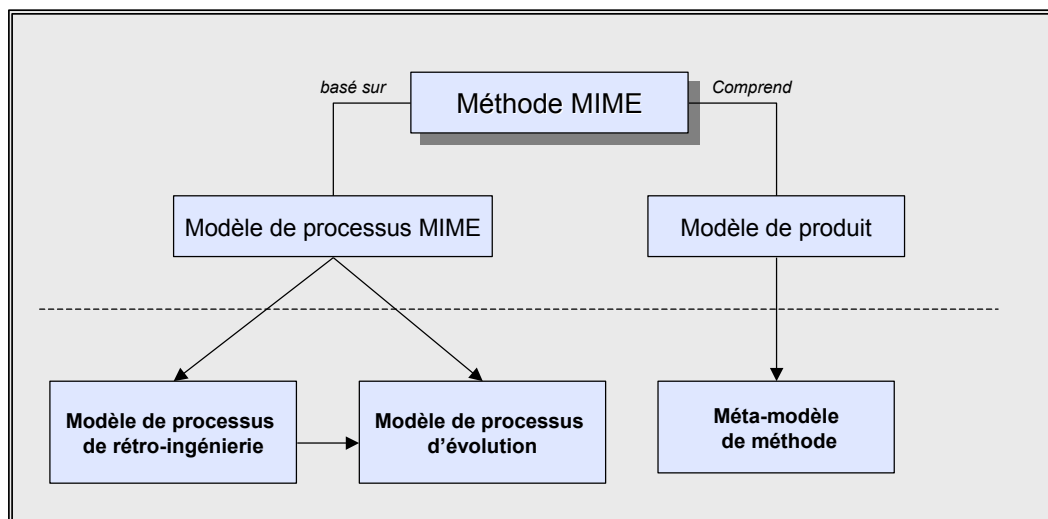 basé sur
Méthode MIME
Comprend
Modèle de processus MIME
Modèle de produit
Modèle de processus
de rétro-ingénierie
Modèle de processus
d'évolution
Méta-modèle
de méthode